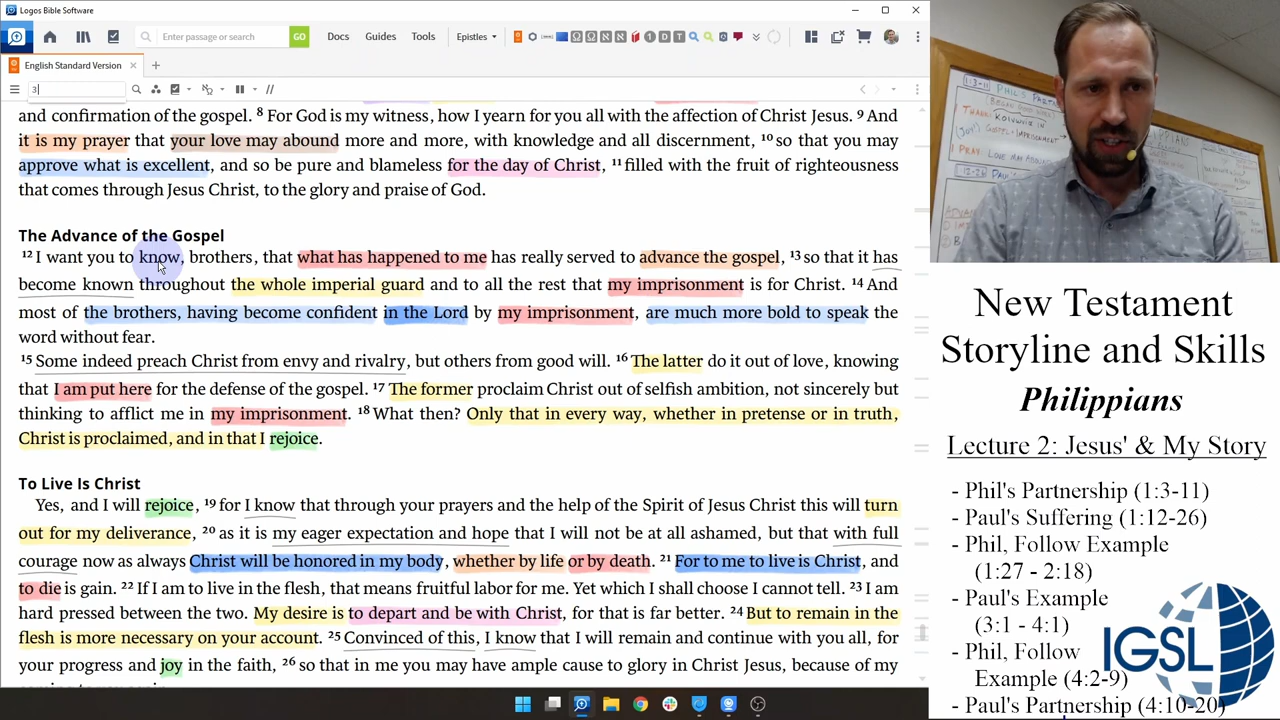 Logos Bible Software
Enter passage or search GO Docs Guides Tools Epistles
English Standard Version
3
and confirmation of the gospel. 8 For God is my witness, how I yearn for you all with the affection of Christ Jesus. 9 And
it is my prayer that your love may abound more and more, with knowledge and all discernment, 10 so that you may
approve what is excellent, and so be pure and blameless for the day of Christ, 11 filled with the fruit of righteousness
that comes through Jesus Christ, to the glory and praise of God.
The Advance of the Gospel
12 I want you to know, brothers, that what has happened to me has really served to advance the gospel, 13 so that it has
become known throughout the whole imperial guard and to all the rest that my imprisonment is for Christ. 14 And
most of the brothers, having become confident in the Lord by my imprisonment, are much more bold to speak the
word without fear.
15 Some indeed preach Christ from envy and rivalry, but others from good will. 16 The latter do it out of love, knowing
that I am put here for the defense of the gospel. 17 The former proclaim Christ out of selfish ambition, not sincerely but
thinking to afflict me in my imprisonment. 18 What then? Only that in every way, whether in pretense or in truth,
Christ is proclaimed, and in that I rejoice.
To Live Is Christ
Yes, and I will rejoice, 19 for I know that through your prayers and the help of the Spirit of Jesus Christ this will turn
out for my deliverance, 20 as it is my eager expectation and hope that I will not be at all ashamed, but that with full
courage now as always Christ will be honored in my body, whether by life or by death. 21 For to me to live is Christ, and
to die is gain. 22 If I am to live in the flesh, that means fruitful labor for me. Yet which I shall choose I cannot tell. 23 I am
hard pressed between the two. My desire is to depart and be with Christ, for that is far better. 24 But to remain in the
flesh is more necessary on your account. 25 Convinced of this, I know that I will remain and continue with you all, for
your progress and joy in the faith, 26 so that in me you may have ample cause to glory in Christ Jesus, because of my
1:3-11 PHIL'S
THANK: KOINWNIA IN
GOSPEL + IMPRISONMENT
I PRAY: LOVE MAY ABOUND
1:12-26
New Testament
Storyline and Skills
Philippians
Lecture 2: Jesus' & My Story
- Phil's Partnership (1:3-11)
- Paul's Suffering (1:12-26)
- Phil, Follow Example
(1:27 - 2:18)
- Paul's Example
(3:1 - 4:1)
- Phil, Follow
Example (4:2-9)
- Paul's Partnership (4:10-20)
IGSL